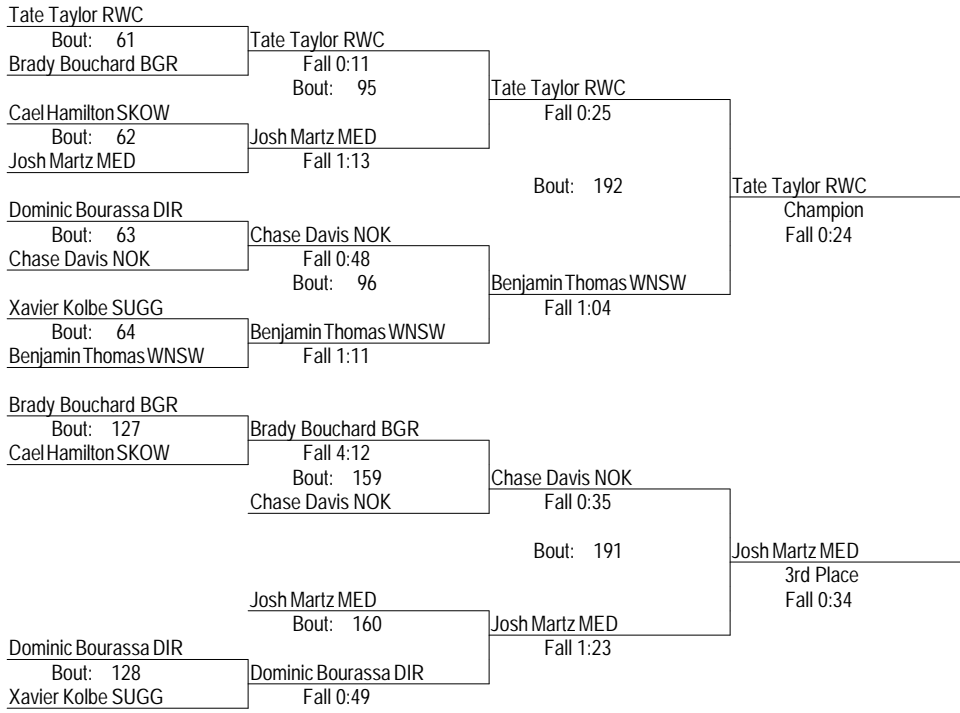 Tate Taylor RWC
Bout: 61
Brady Bouchard BGR
Tate Taylor RWC
Fall 0:11
Bout: 95
Cael Hamilton SKOW
Bout: 62
Josh Martz MED
Josh Martz MED
Fall 1:13
Tate Taylor RWC
Fall 0:25
Bout: 192
Dominic Bourassa DIR
Bout: 63
Chase Davis NOK
Chase Davis NOK
Fall 0:48
Bout: 96
Xavier Kolbe SUGG
Bout: 64
Benjamin Thomas WNSW
Benjamin Thomas WNSW
Fall 1:11
Benjamin Thomas WNSW
Fall 1:04
Tate Taylor RWC
Champion
Fall 0:24
Brady Bouchard BGR
Bout: 127
Cael Hamilton SKOW
Brady Bouchard BGR
Fall 4:12
Bout: 159
Chase Davis NOK
Chase Davis NOK
Fall 0:35
Bout: 191
Josh Martz MED
Bout: 160
Dominic Bourassa DIR
Bout: 128
Xavier Kolbe SUGG
Dominic Bourassa DIR
Fall 0:49
Josh Martz MED
Fall 1:23
Josh Martz MED
3rd Place
Fall 0:34